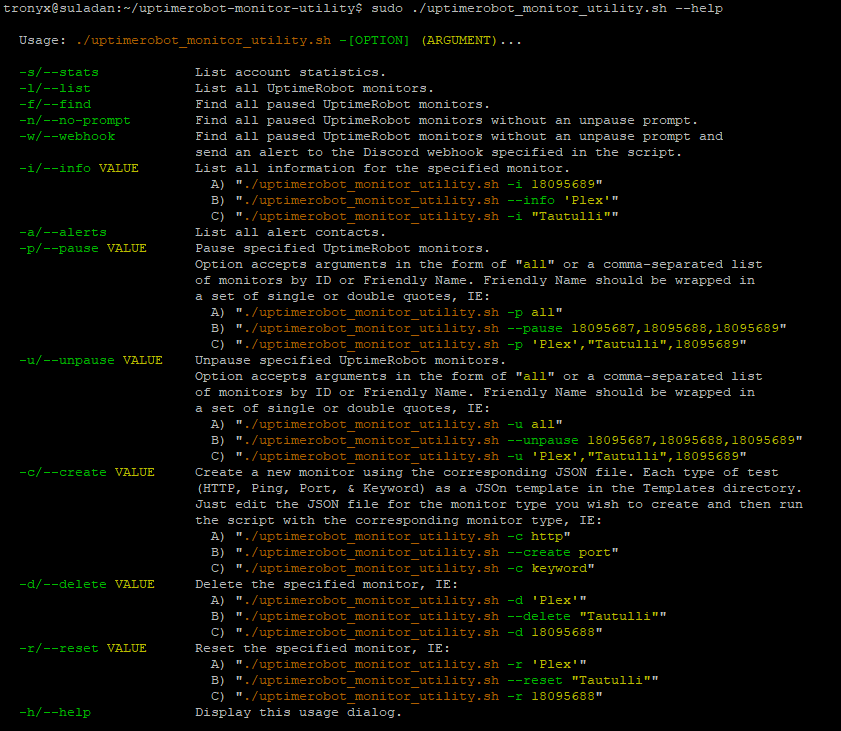 tronyx@suladan:~/uptimerobot-monitor-utility$ sudo ./uptimerobot_monitor_utility.sh --help
Usage: ./uptimerobot_monitor_utility.sh -[OPTION] (ARGUMENT)...
-s/--stats List account statistics.
-l/--list List all UptimeRobot monitors.
-f/--find Find all paused UptimeRobot monitors.
-n/--no-prompt Find all paused UptimeRobot monitors without an unpause prompt.
-w/--webhook Find all paused UptimeRobot monitors without an unpause prompt and
send an alert to the Discord webhook specified in the script.
-i/--info VALUE List all information for the specified monitor.
A) "./uptimerobot_monitor_utility.sh -i 18095689"
B) "./uptimerobot_monitor_utility.sh --info 'Plex'"
C) "./uptimerobot_monitor_utility.sh -i "Tautulli""
-a/--alerts List all alert contacts.
-p/--pause VALUE Pause specified UptimeRobot monitors.
Option accepts arguments in the form of "all" or a comma-separated list
of monitors by ID or Friendly Name. Friendly Name should be wrapped in
a set of single or double quotes, IE:
A) "./uptimerobot_monitor_utility.sh -p all"
B) "./uptimerobot_monitor_utility.sh --pause 18095687,18095688,18095689"
C) "./uptimerobot_monitor_utility.sh -p 'Plex',"Tautulli",18095689"
-u/--unpause VALUE Unpause specified UptimeRobot monitors.
Option accepts arguments in the form of "all" or a comma-separated list
of monitors by ID or Friendly Name. Friendly Name should be wrapped in
a set of single or double quotes, IE:
A) "./uptimerobot_monitor_utility.sh -u all"
B) "./uptimerobot_monitor_utility.sh --unpause 18095687,18095688,18095689"
C) "./uptimerobot_monitor_utility.sh -u 'Plex',"Tautulli",18095689"
-c/--create VALUE Create a new monitor using the corresponding JSON file. Each type of test
(HTTP, Ping, Port, & Keyword) as a JSOn template in the Templates directory.
Just edit the JSON file for the monitor type you wish to create and then run
the script with the corresponding monitor type, IE:
A) "./uptimerobot_monitor_utility.sh -c http"
B) "./uptimerobot_monitor_utility.sh --create port"
C) "./uptimerobot_monitor_utility.sh -c keyword"
-d/--delete VALUE Delete the specified monitor, IE:
A) "./uptimerobot_monitor_utility.sh -d 'Plex'"
B) "./uptimerobot_monitor_utility.sh --delete "Tautulli""
C) "./uptimerobot_monitor_utility.sh -d 18095688"
-r/--reset VALUE Reset the specified monitor, IE:
A) "./uptimerobot_monitor_utility.sh -r 'Plex'"
B) "./uptimerobot_monitor_utility.sh --reset "Tautulli""
C) "./uptimerobot_monitor_utility.sh -r 18095688"
-h/--help Display this usage dialog.